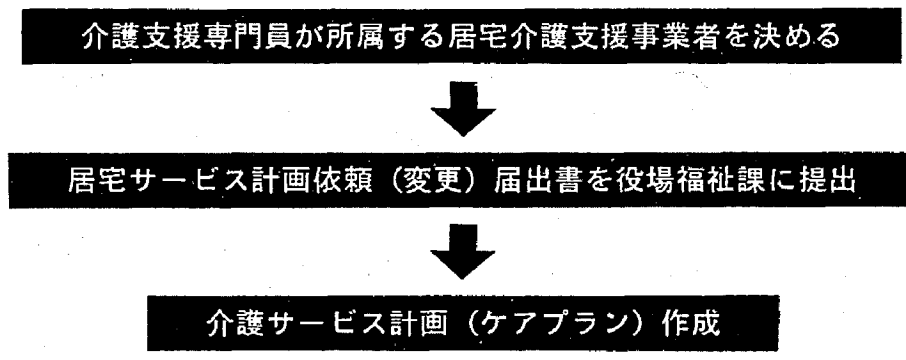 介護支援専門員が所属する居宅介護支援事業者を決める
居宅サービス計画依頼（変更）届出書を役場福祉課に提出
介護サービス計画（ケアプラン）作成